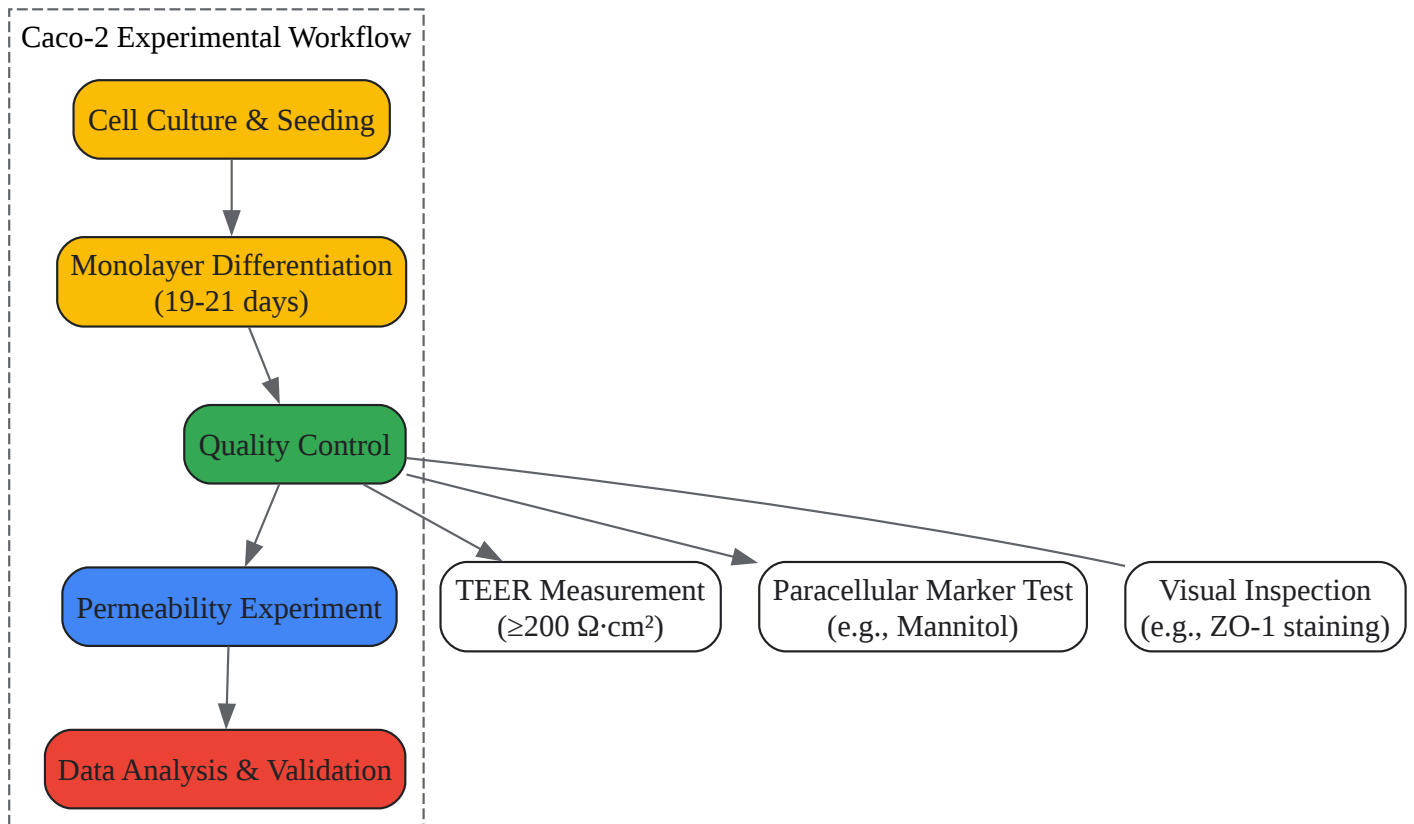 Caco-2 Experimental Workflow
Cell Culture & Seeding
Monolayer Differentiation
(19-21 days)
Quality Control
Permeability Experiment
TEER Measurement
(≥200 Ω·cm²)
Paracellular Marker Test
(e.g., Mannitol)
Visual Inspection
(e.g., ZO-1 staining)
Data Analysis & Validation